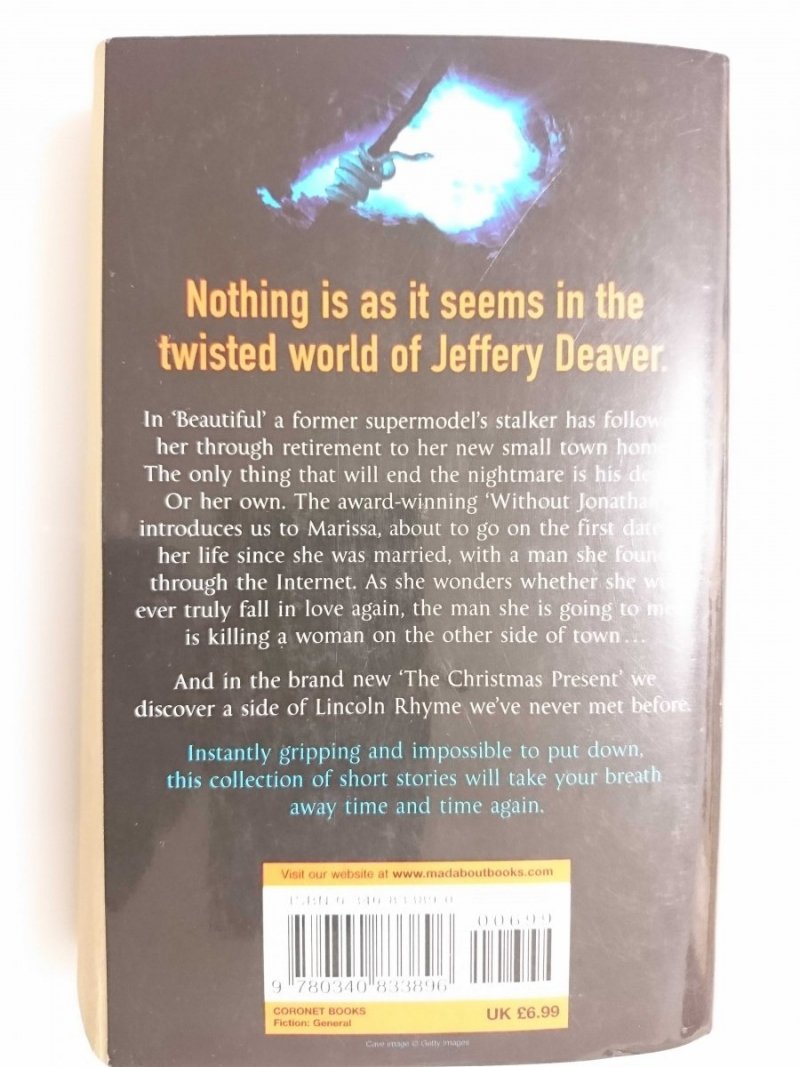 Nothing is as it seems in the
twisted world of Jeffery Deaver.
In ‘Beautiful’ a former supermodel’s stalker has
her through retirement to her new small town
The only thing that will end the nightmare is his
Or her own. The award-winning ‘Without
introduces us to Marissa, about to go on the first date
her life since she was married, with a man she
through the Internet. As she wonders whether she
ever truly fall in love again, the man she is going to
is killing a woman on the other side of town...
And in the brand new ‘The Christmas Present’ we
discover a side of Lincoln Rhyme we’ve never met before.
Instantly gripping and impossible to put down,
this collection of short stories will take your breath
away time and time again.
Visit our website at www.madaboutbooks.com
ISBN 0 340 83389 0
00699
9 780340 833896
CORONET BOOKS
Fiction: General
UK £6.99
Cave image © Getty Images